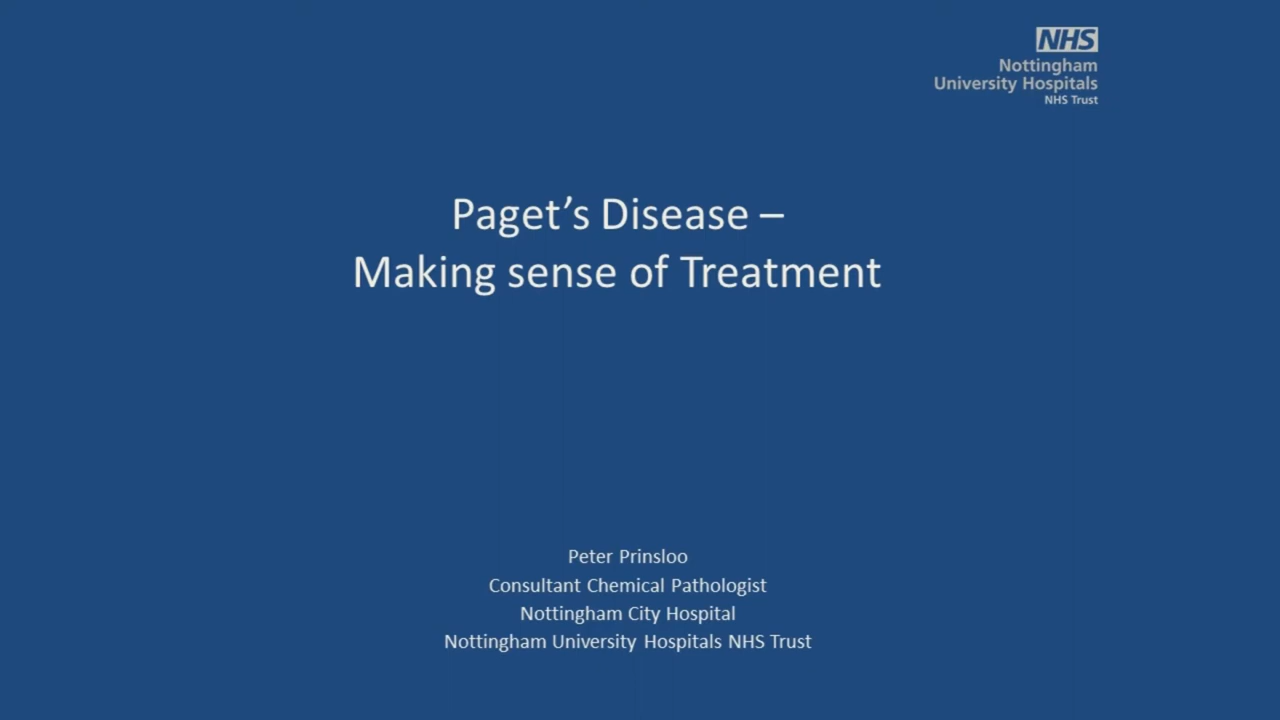 NHS
Nottingham
University Hospitals
NHS Trust
Paget's Disease –
Making sense of Treatment
Peter Prinsloo
Consultant Chemical Pathologist
Nottingham City Hospital
Nottingham University Hospitals NHS Trust